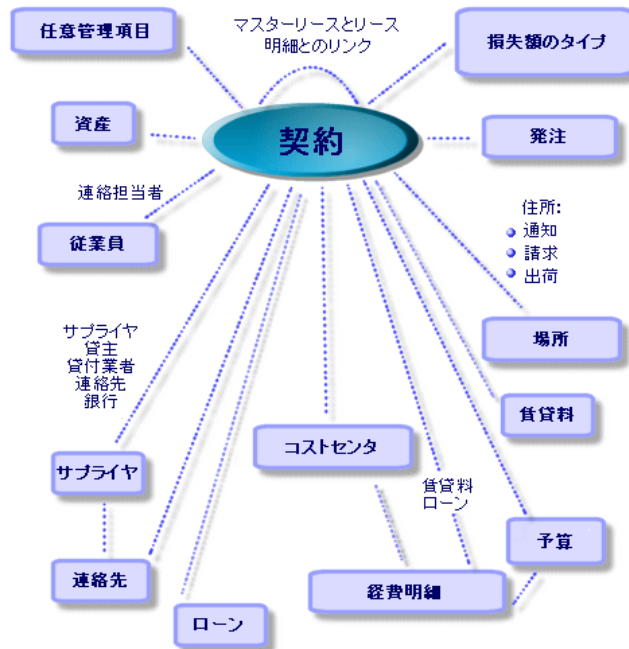 任意管理項目
マスターリースとリース
明細とのリンク
損失額のタイプ
資産
契約
発注
連絡担当者
従業員
住所:
通知
請求
出荷
場所
サプライヤ
貸主
貸付業者
連絡先
銀行
賃貸料
コストセンタ
サプライヤ
賃貸料
ローン
予算
連絡先
経費明細
ローン